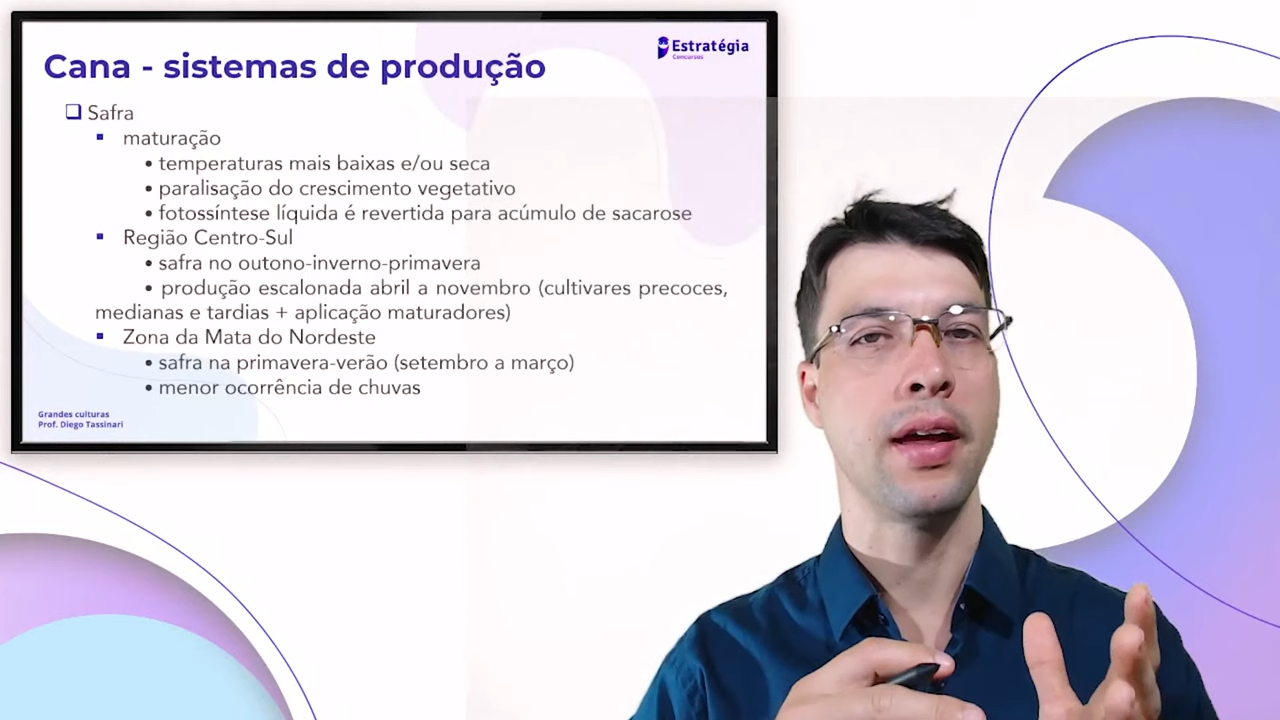 Estratégia
Concursos
Cana - sistemas de produção
Safra
maturação
• temperaturas mais baixas e/ou seca
• paralisação do crescimento vegetativo
• fotossíntese líquida é revertida para acúmulo de sacarose
Região Centro-Sul
• safra no outono-inverno-primavera
• produção escalonada abril a novembro (cultivares precoces,
medianas e tardias + aplicação maturadores)
Zona da Mata do Nordeste
• safra na primavera-verão (setembro a março)
• menor ocorrência de chuvas
Grandes culturas
Prof. Diego Tassinari